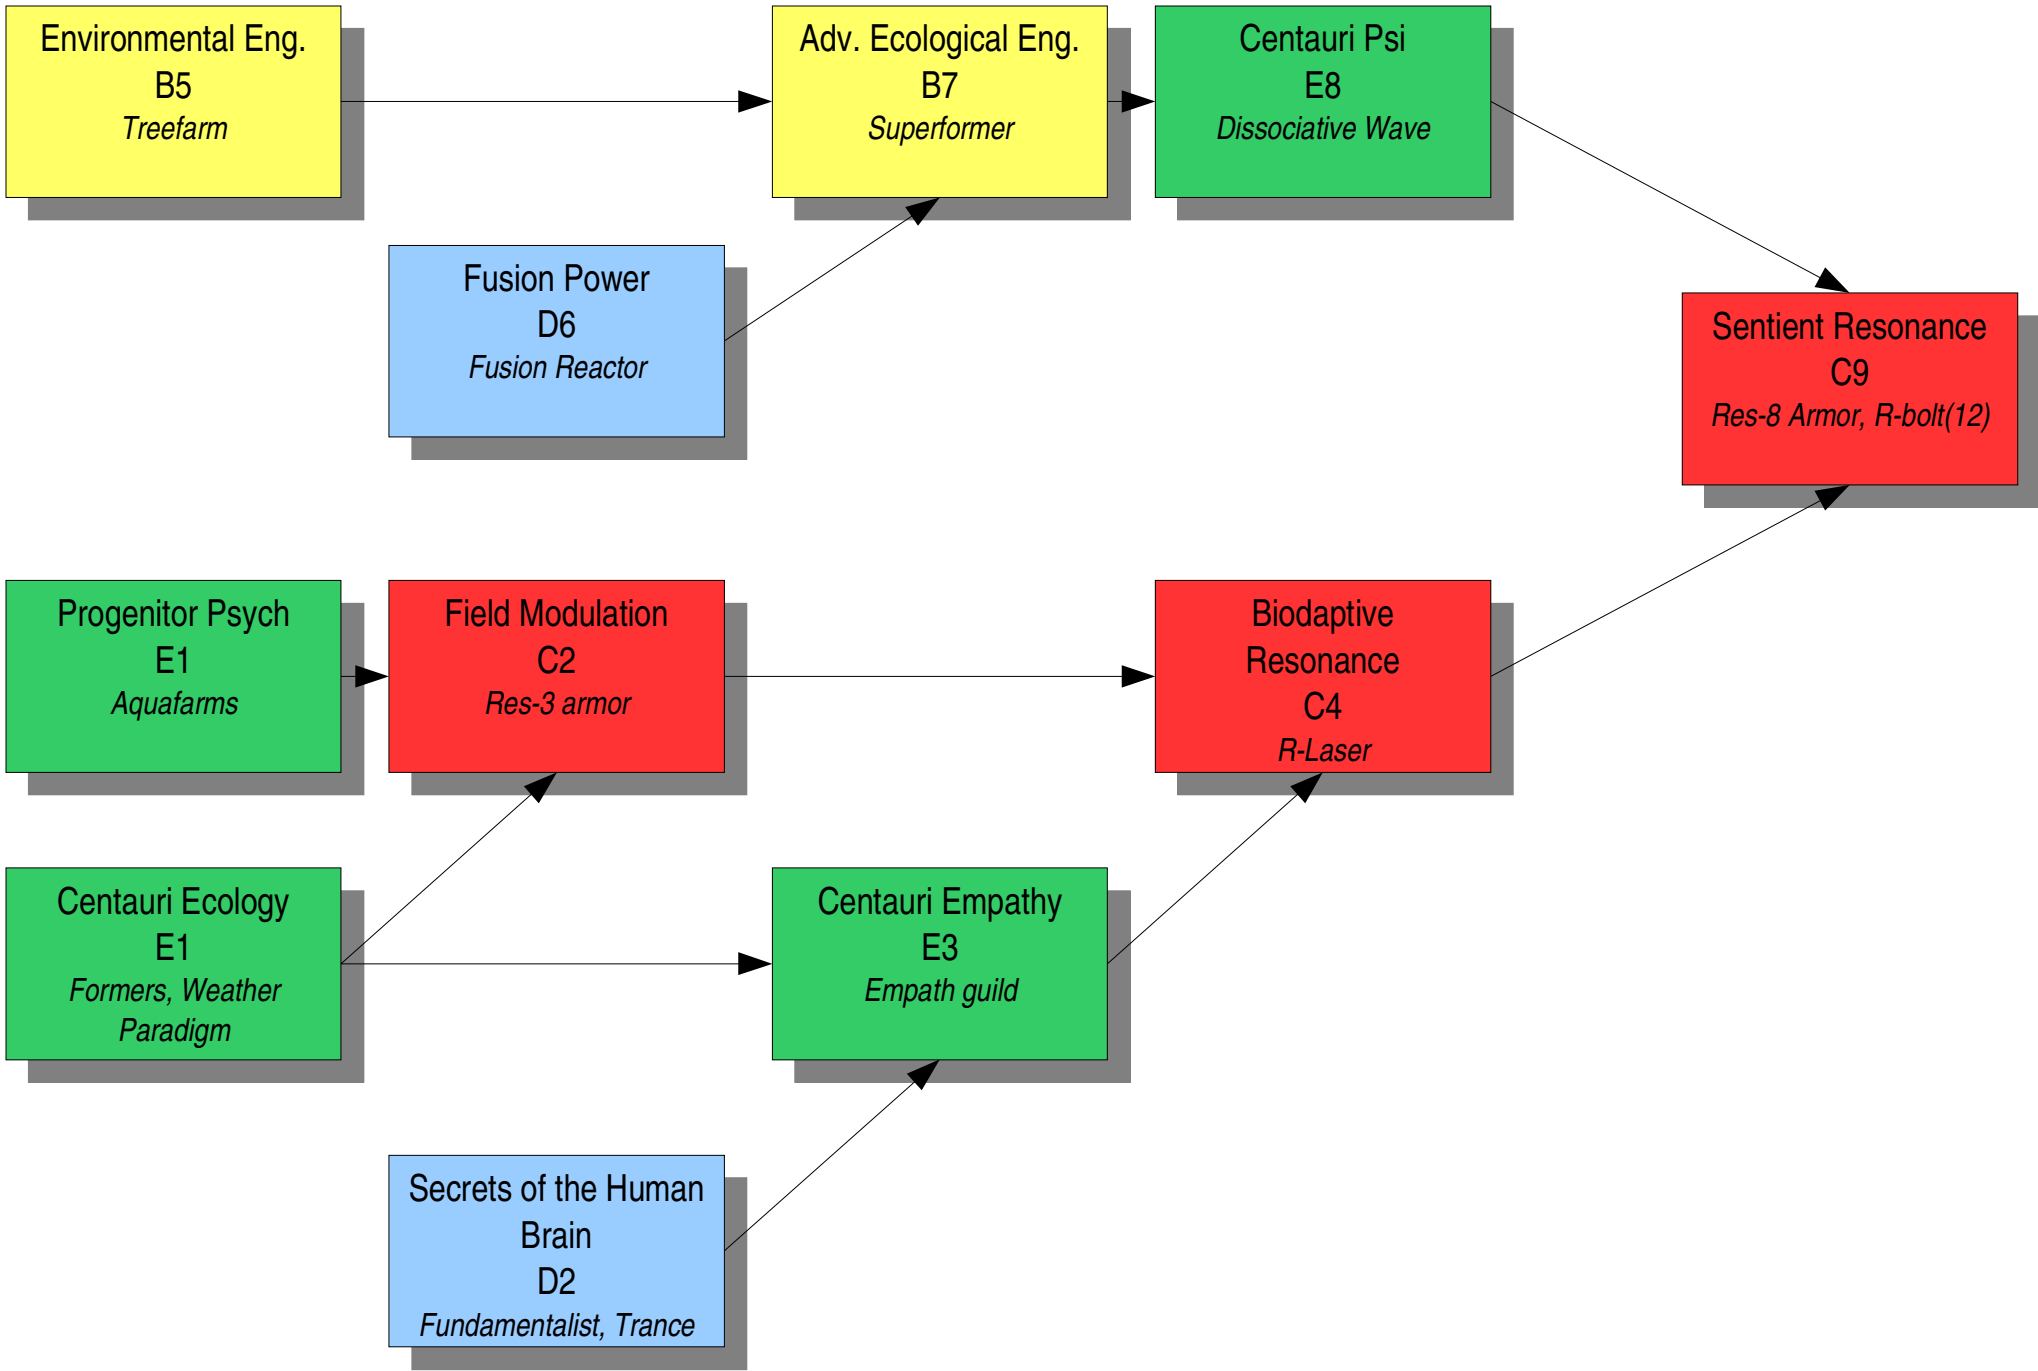 Environmental Eng.
B5
Treefarm
Adv. Ecological Eng.
B7
Superformer
Centauri Psi
E8
Dissociative Wave
Fusion Power
D6
Fusion Reactor
Sentient Resonance
C9
Res-8 Armor, R-bolt(12)
Progenitor Psych
E1
Aquafarms
Field Modulation
C2
Res-3 armor
Biodaptive
Resonance
C4
R-Laser
Centauri Ecology
E1
Formers, Weather
Paradigm
Centauri Empathy
E3
Empath guild
Secrets of the Human
Brain
D2
Fundamentalist, Trance